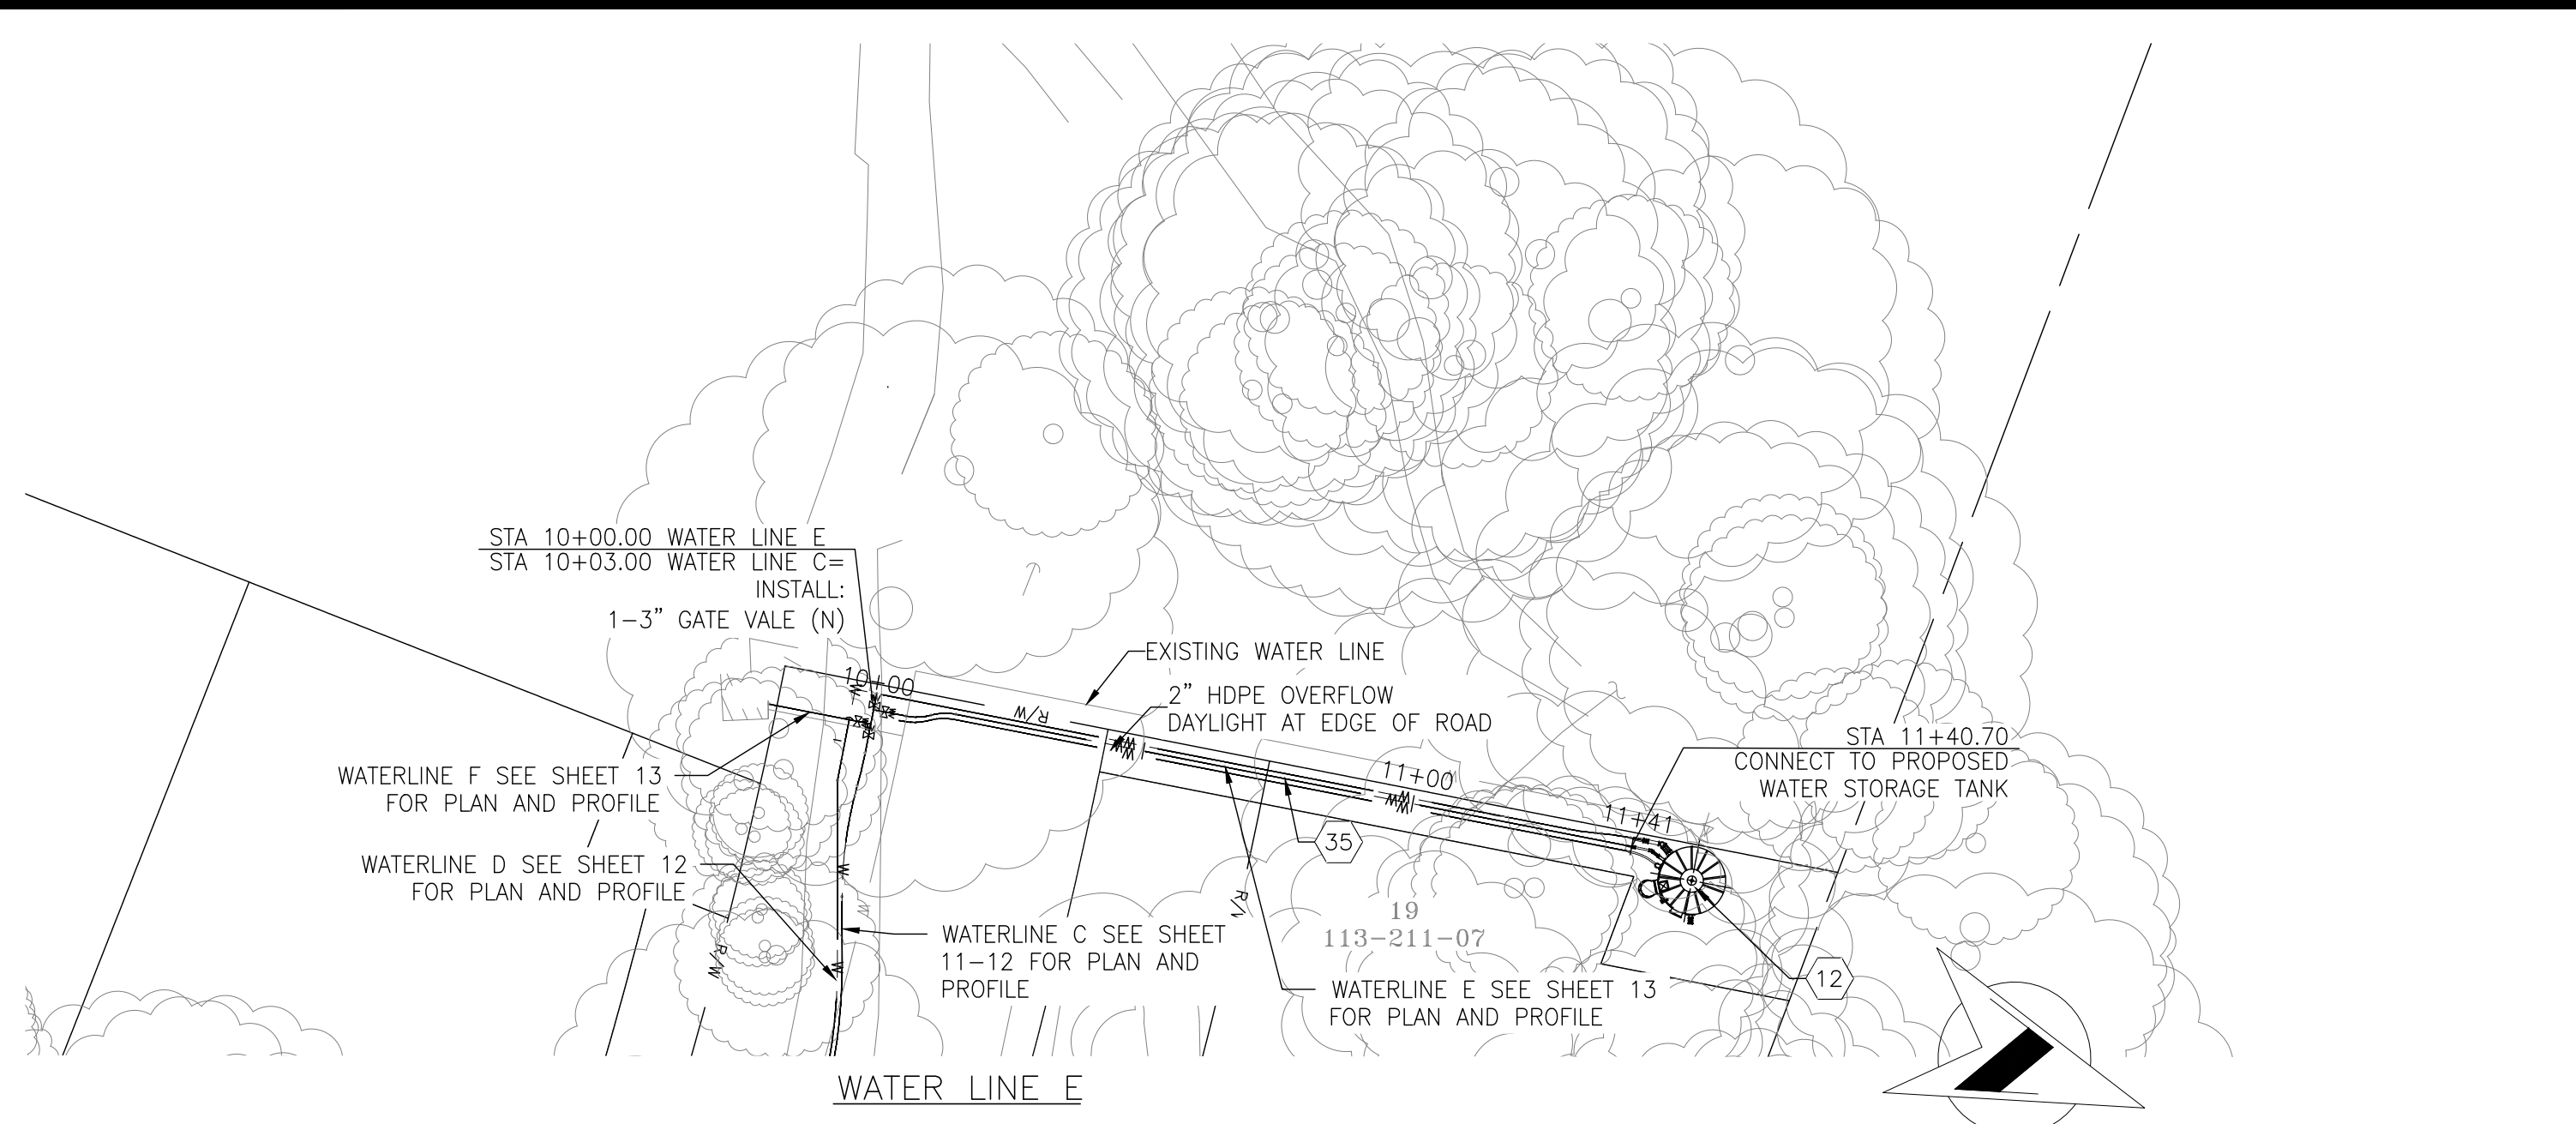 STA 10+00.00 WATER LINE E
STA 10+03.00 WATER LINE C=
INSTALL:
1-3” GATE VALE (N)
EXISTING WATER LINE
2” HDPE OVERFLOW
DAYLIGHT AT EDGE OF ROAD
10+00
W
R/W
11+00
W
11+41
STA 11+40.70
CONNECT TO PROPOSED
WATER STORAGE TANK
WATERLINE F SEE SHEET 13
FOR PLAN AND PROFILE
35
WATERLINE D SEE SHEET 12
FOR PLAN AND PROFILE
W
W
R/W
W
R/W
19
113-211-07
WATERLINE C SEE SHEET
11-12 FOR PLAN AND
PROFILE
12
WATERLINE E SEE SHEET 13
FOR PLAN AND PROFILE
WATER LINE E